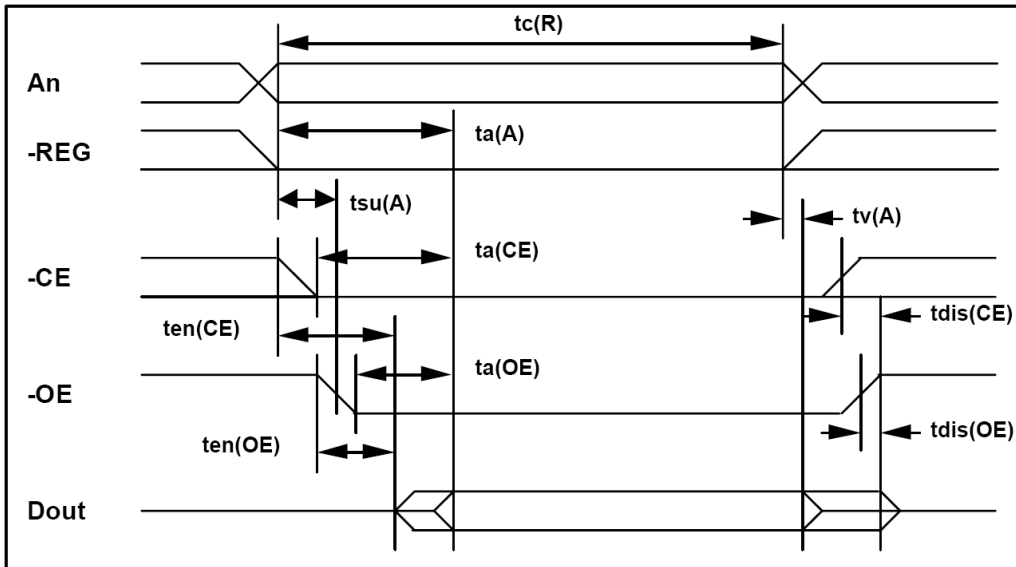 tc(R)
An
ta(A)
-REG
tsu(A)
tv(A)
-CE
ta(CE)
ten(CE)
tdis(CE)
ta(OE)
-OE
ten(OE)
tdis(OE)
Dout